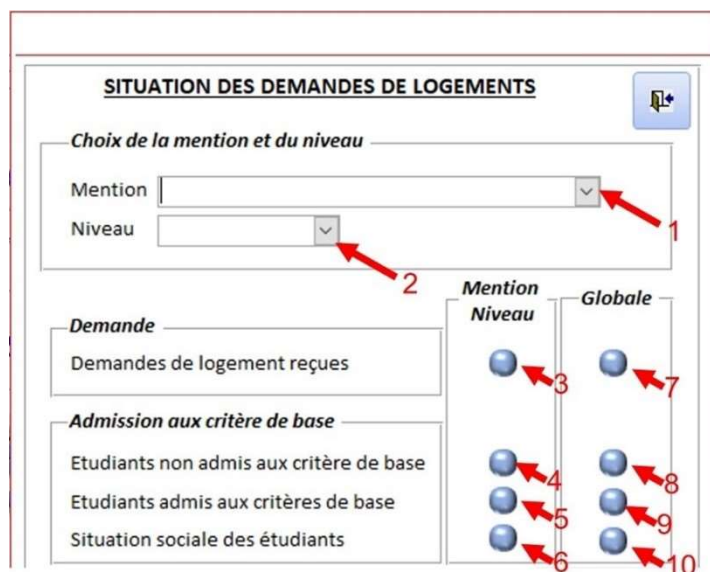 SITUATION DES DEMANDES DE LOGEMENTS
Choix de la mention et du niveau
Mention
1
Niveau
2
Mention
Niveau
Globale
Demande
Demandes de logement reçues
3
7
Admission aux critère de base
Etudiants non admis aux critère de base
4
8
Etudiants admis aux critères de base
5
9
Situation sociale des étudiants
6
10